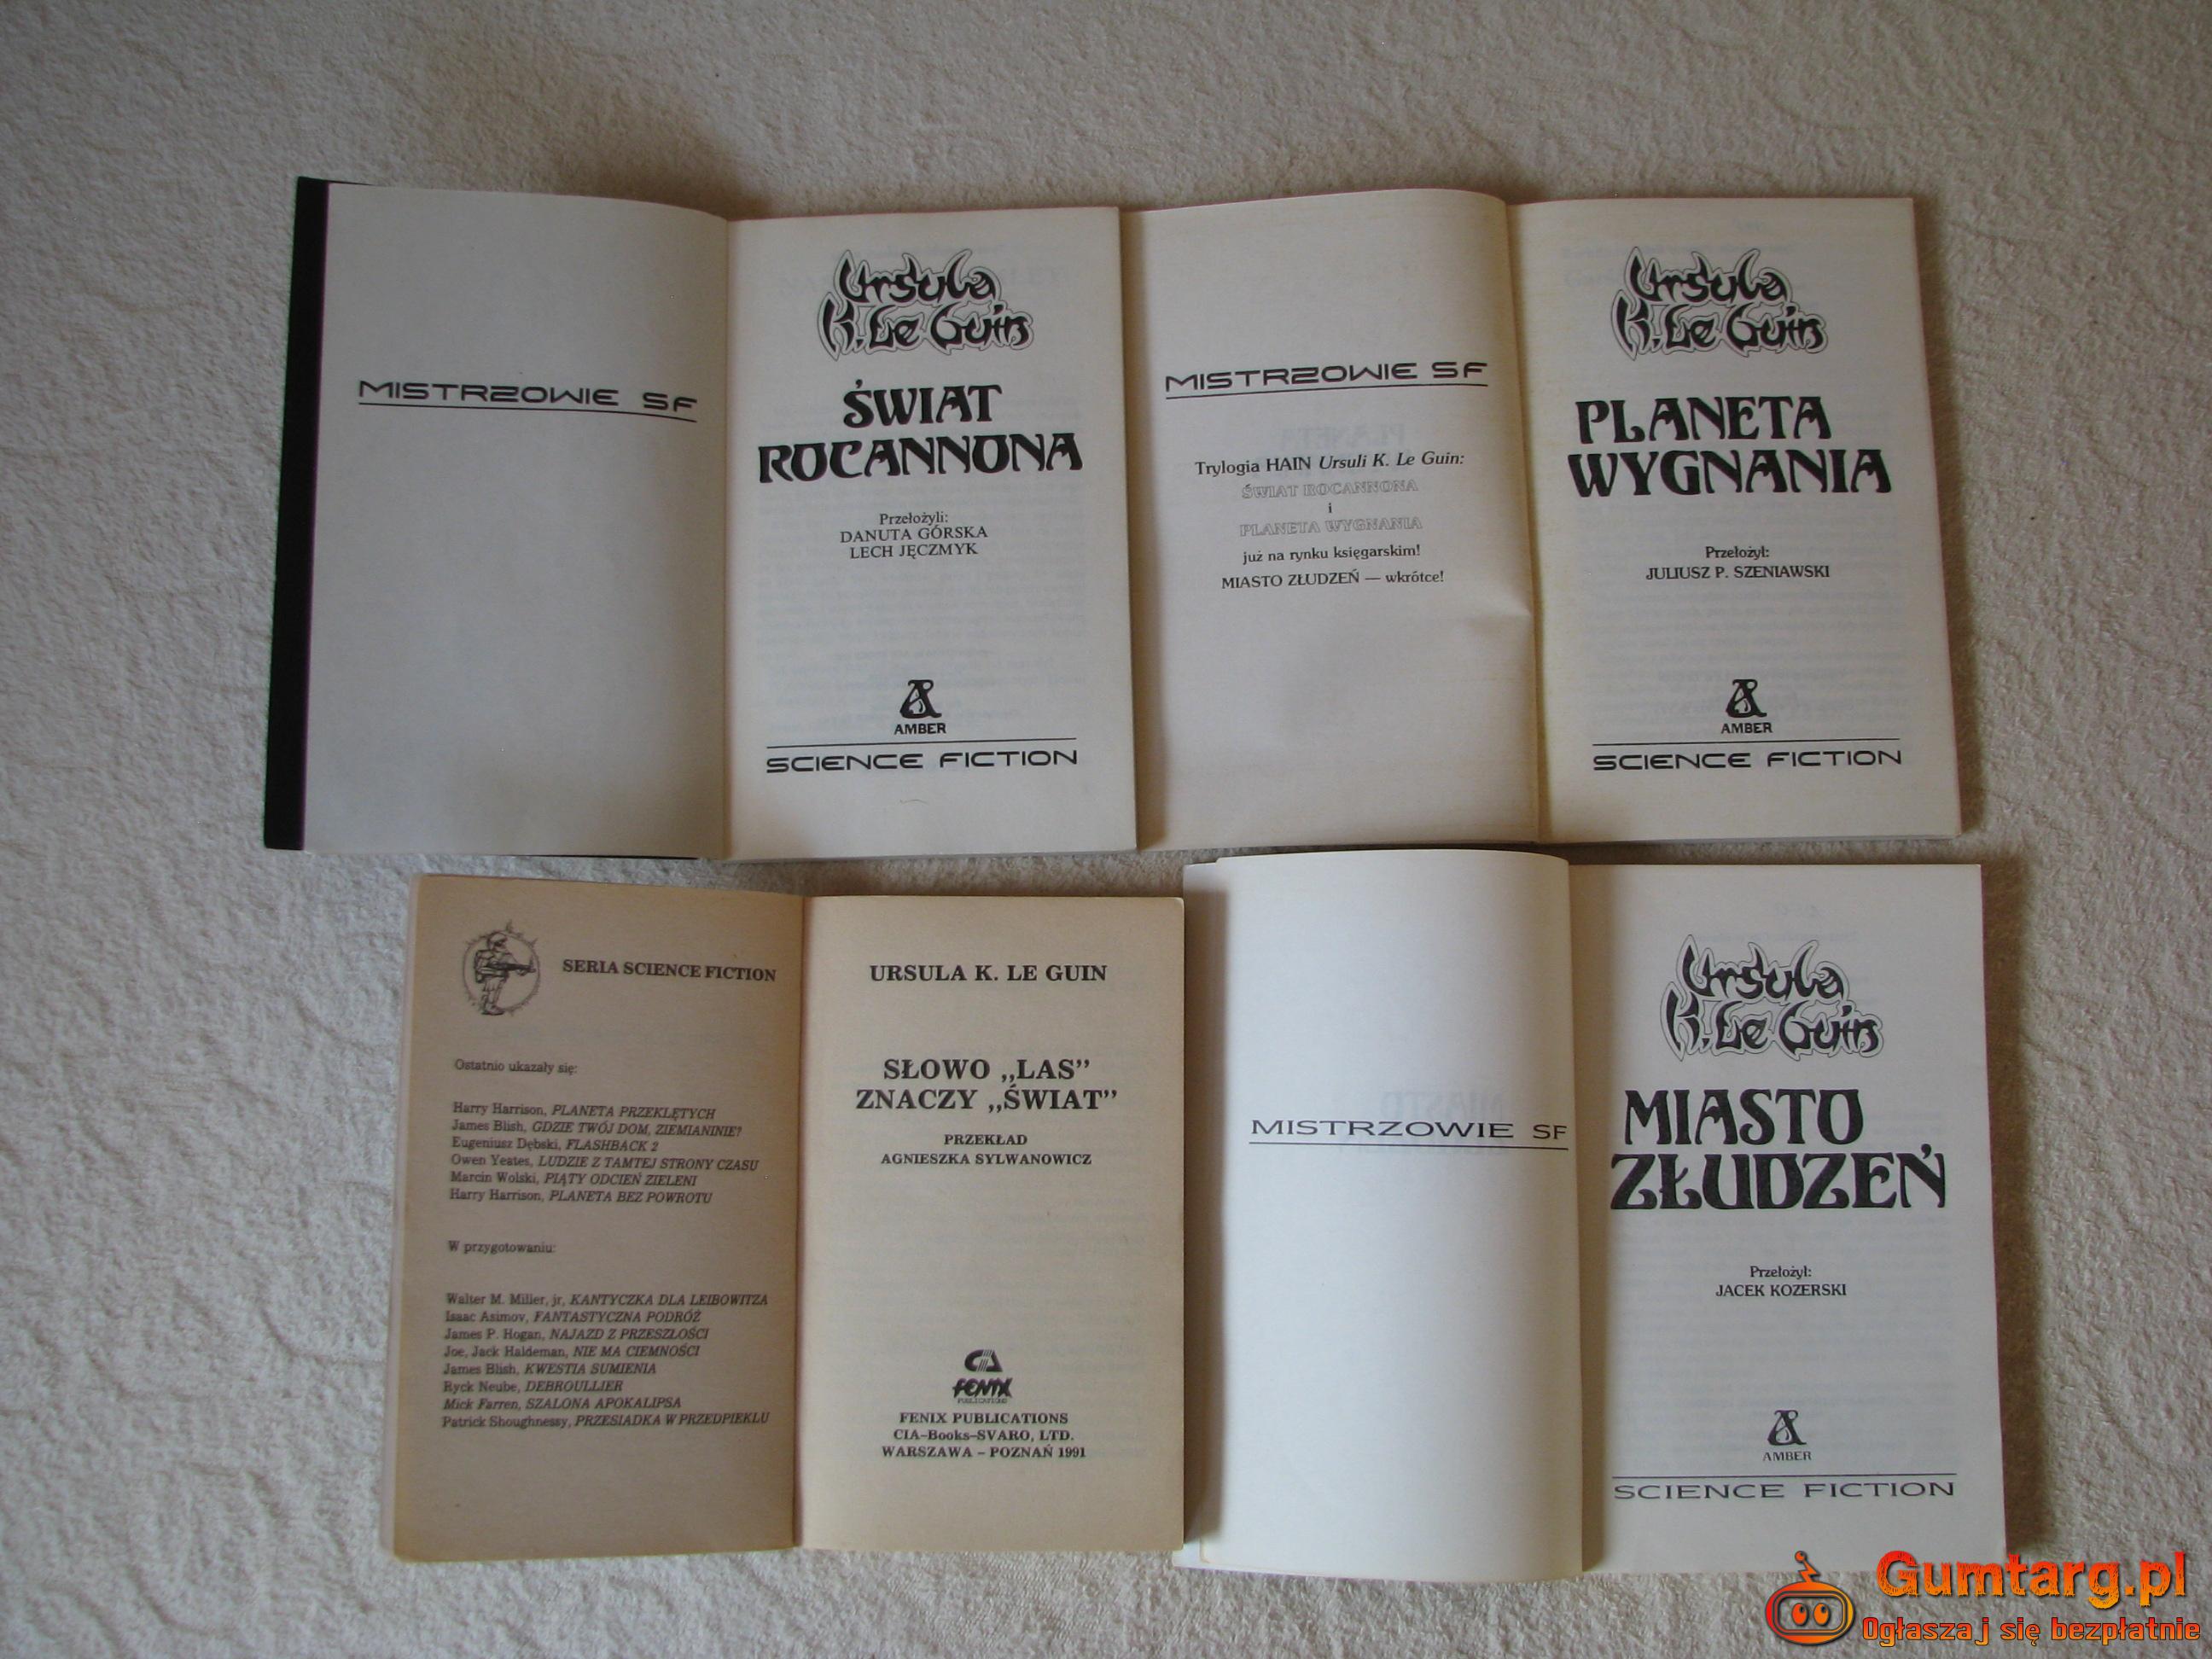 MISTRZOWIE SF
Ursula
K. Le Guin
ŚWIAT
ROCANNONA
Przełożyli:
DANUTA GÓRSKA
LECH JĘCZMYK
AMBER
SCIENCE FICTION
MISTRZOWIE SF
Trylogia HAIN Ursuli K. Le Guin:
ŚWIAT ROCANNONA
i
PLANETA WYGNANIA
już na rynku księgarskim!
MIASTO ZŁUDZEŃ — wkrótce!
Ursula
K. Le Guin
PLANETA
WYGNANIA
Przełożył:
JULIUSZ P. SZENIAWSKI
AMBER
SCIENCE FICTION
SERIA SCIENCE FICTION
Ostatnio ukazały się:
Harry Harrison, PLANETA PRZEKLĘTYCH
James Blish, GDZIE TWÓJ DOM, ZIEMIANINIE?
Eugeniusz Dębski, FLASHBACK 2
Owen Yeates, LUDZIE Z TAMTEJ STRONY CZASU
Marcin Wolski, PIĄTY ODCIEŃ ZIELENI
Harry Harrison, PLANETA BEZ POWROTU
W przygotowaniu:
Walter M. Miller, jr, KANTYCZKA DLA LEIBOWITZA
Isaac Asimov, FANTASTYCZNA PODRÓŻ
James P. Hogan, NAJAZD Z PRZESZŁOŚCI
Joe, Jack Haldeman, NIE MA CIEMNOŚCI
James Blish, KWESTIA SUMIENIA
Ryck Neube, DEBROULLIER
Mick Farren, SZALONA APOKALIPSA
Patrick Shoughnessy, PRZESIADKA W PRZEDPIEKLU
URSULA K. LE GUIN
SŁOWO „LAS”
ZNACZY „ŚWIAT”
PRZEKŁAD
AGNIESZKA SYLWANOWICZ
CIA
FENIX
PUBLICATIONS
FENIX PUBLICATIONS
CIA–Books–SVARO, LTD.
WARSZAWA – POZNAŃ 1991
MISTRZOWIE SF
Ursula
K. Le Guin
MIASTO
ZŁUDZEŃ
Przełożył:
JACEK KOZERSKI
AMBER
SCIENCE FICTION
Gumtarg.pl
Ogłaszaj się bezpłatnie